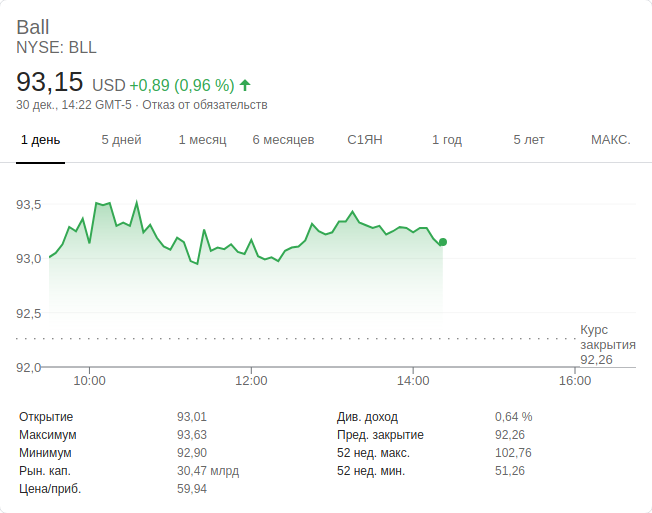 Ball
NYSE: BLL
93,15 USD +0,89 (0,96 %)
30 дек., 14:22 GMT-5 · Отказ от обязательств
1 день 5 дней 1 месяц 6 месяцев С1ЯН 1 год 5 лет МАКС.
93,5
93,0
92,5
92,0
Курс
закрытия
92,26
10:00 12:00 14:00 16:00
Открытие 93,01 Див. доход 0,64 %
Максимум 93,63 Пред. закрытие 92,26
Минимум 92,90 52 нед. макс. 102,76
Рын. кап. 30,47 млрд 52 нед. мин. 51,26
Цена/приб. 59,94